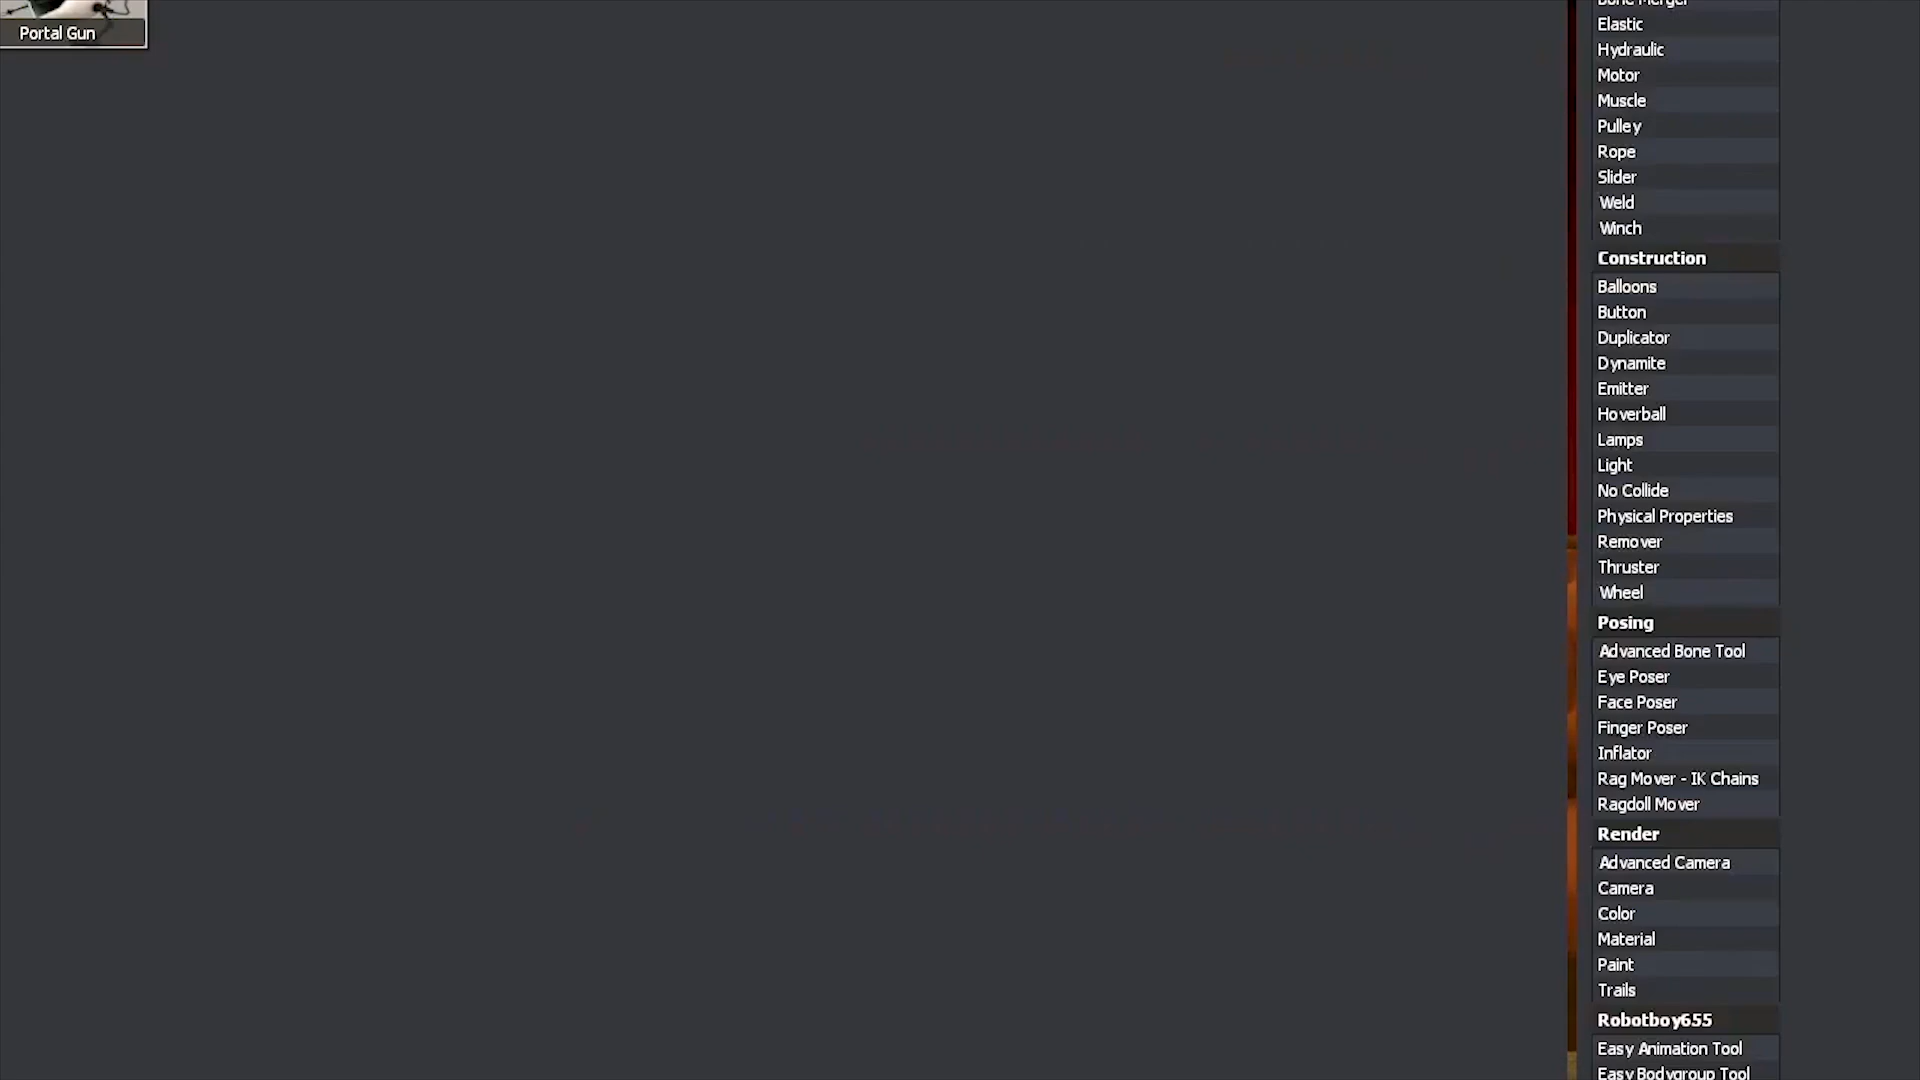 Portal Gun
Bone Merger
Elastic
Hydraulic
Motor
Muscle
Pulley
Rope
Slider
Weld
Winch
Construction
Balloons
Button
Duplicator
Dynamite
Emitter
Hoverball
Lamps
Light
No Collide
Physical Properties
Remover
Thruster
Wheel
Posing
Advanced Bone Tool
Eye Poser
Face Poser
Finger Poser
Inflator
Rag Mover - IK Chains
Ragdoll Mover
Render
Advanced Camera
Camera
Color
Material
Paint
Trails
Robotboy655
Easy Animation Tool
Easy Bodygroup Tool